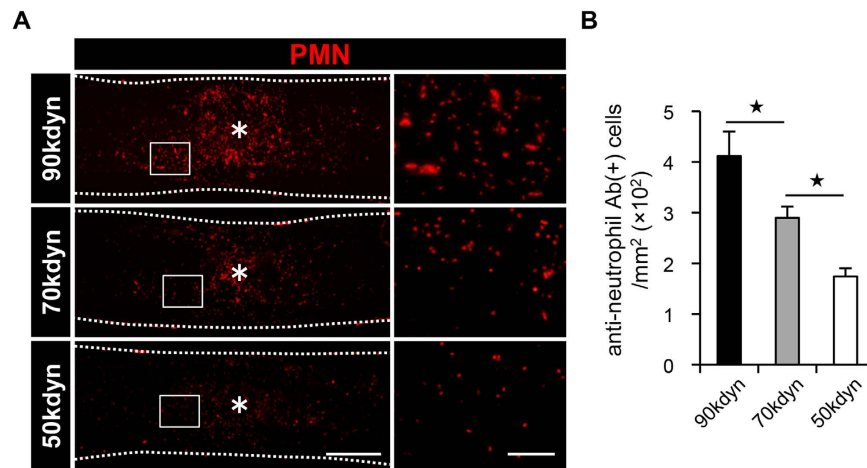 A
PMN
90kdyn
*
70kdyn
*
50kdyn
*
B
anti-neutrophil Ab(+) cells
/mm² (×10²)
5
4
3
2
1
0
★
★
90kdyn
70kdyn
50kdyn